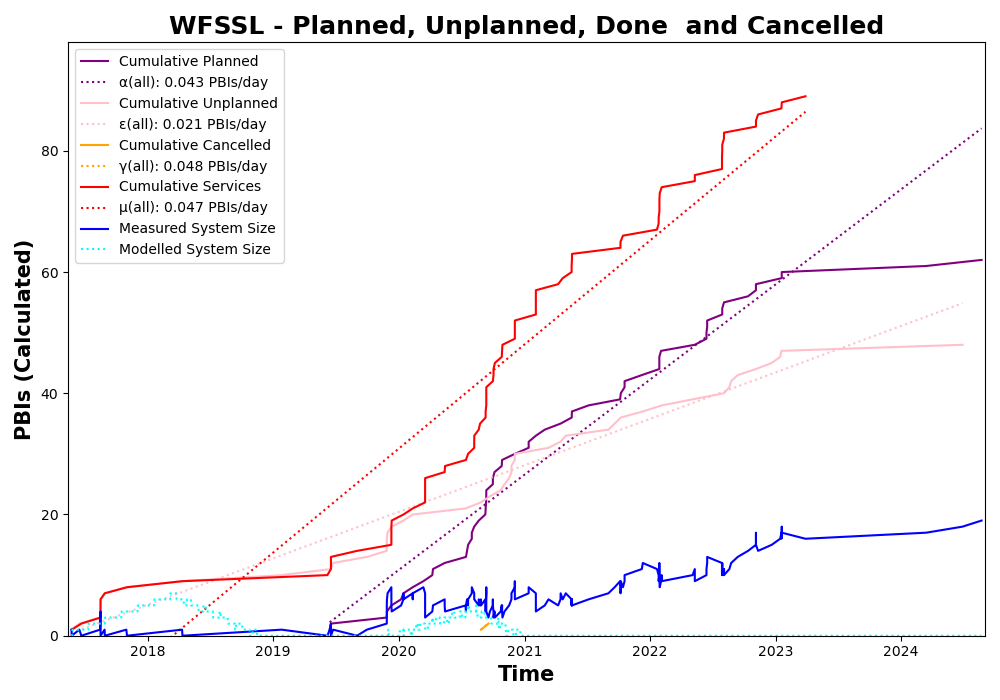 WFSSL - Planned, Unplanned, Done  and Cancelled
Cumulative Planned
α(all): 0.043 PBIs/day
Cumulative Unplanned
ε(all): 0.021 PBIs/day
Cumulative Cancelled
γ(all): 0.048 PBIs/day
Cumulative Services
μ(all): 0.047 PBIs/day
Measured System Size
Modelled System Size
PBIs (Calculated)
80
60
40
20
0
2018 2019 2020 2021 2022 2023 2024
Time